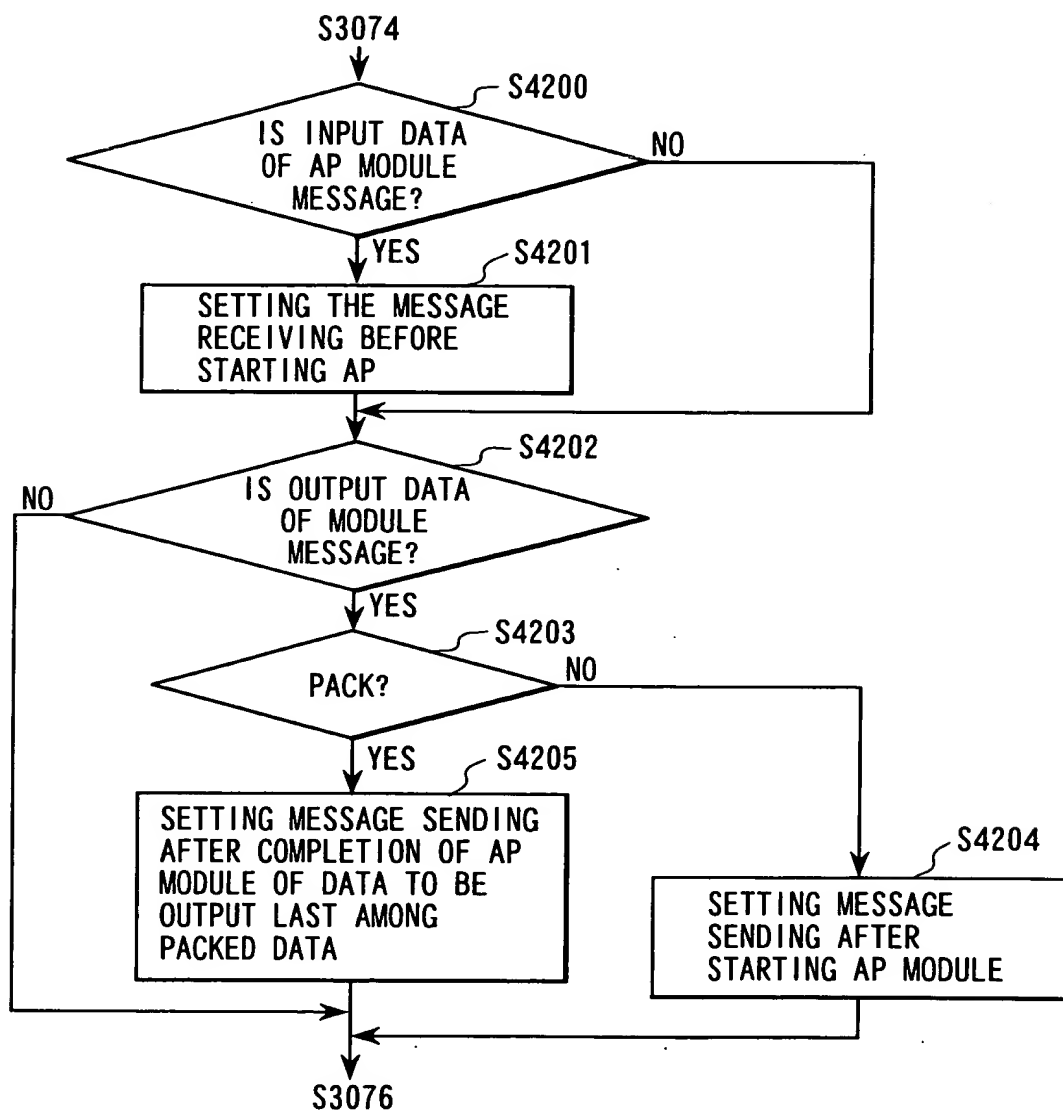 S3074
S4200
IS INPUT DATA
OF AP MODULE
MESSAGE?
NO
YES
S4201
SETTING THE MESSAGE
RECEIVING BEFORE
STARTING AP
S4202
NO
IS OUTPUT DATA
OF MODULE
MESSAGE?
YES
S4203
PACK?
NO
YES
S4205
SETTING MESSAGE SENDING
AFTER COMPLETION OF AP
MODULE OF DATA TO BE
OUTPUT LAST AMONG
PACKED DATA
S4204
SETTING MESSAGE
SENDING AFTER
STARTING AP MODULE
S3076